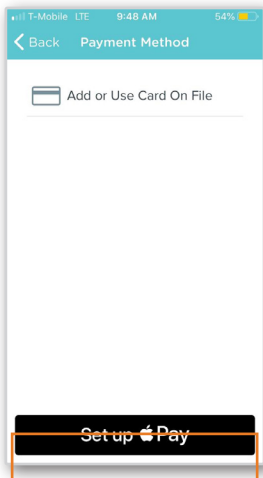 T-Mobile LTE 9:48 AM 54%
Back Payment Method
Add or Use Card On File
Set up Pay